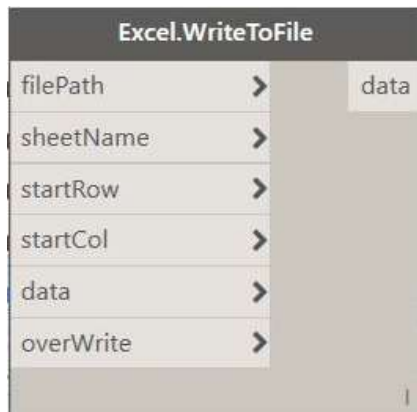 Excel.WriteToFile
filePath data
sheetName
startRow
startCol
data
overWrite